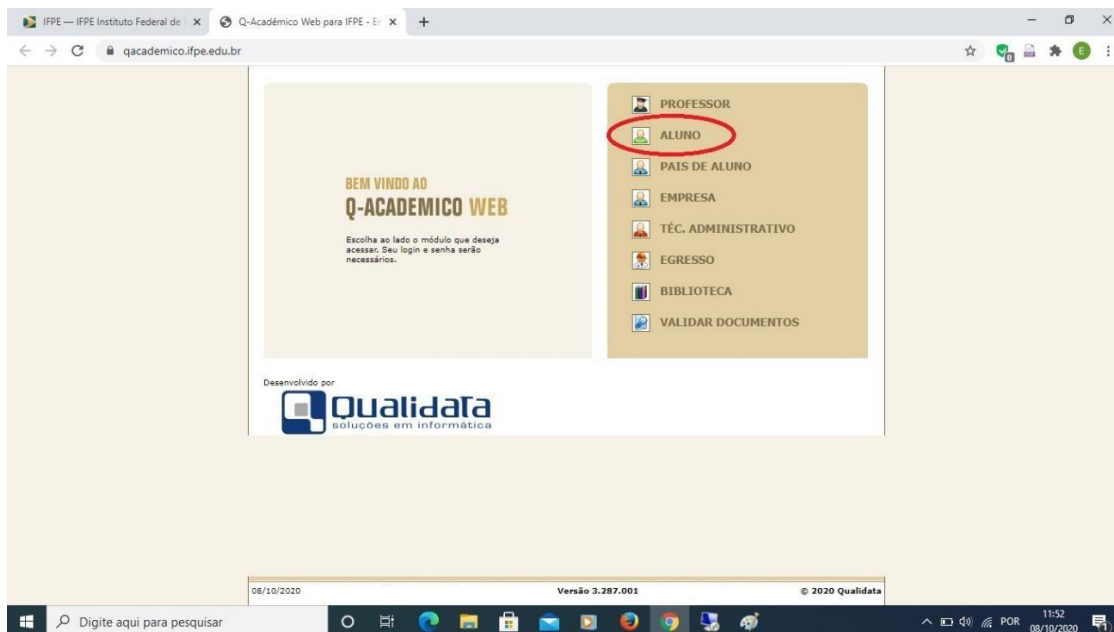 IFPE — IFPE Instituto Federal de
Q-Acadêmico Web para IFPE - En
qacademico.ifpe.edu.br
E
BEM VINDO AO
Q-ACADEMICO WEB
Escolha ao lado o módulo que deseja
acessar. Seu login e senha serão
necessários.
PROFESSOR
ALUNO
PAIS DE ALUNO
EMPRESA
TÉC. ADMINISTRATIVO
EGRESSO
BIBLIOTECA
VALIDAR DOCUMENTOS
Desenvolvido por
Qualidata
soluções em informática
08/10/2020 Versão 3.287.001 © 2020 Qualidata
Digite aqui para pesquisar
POR
11:52
08/10/2020